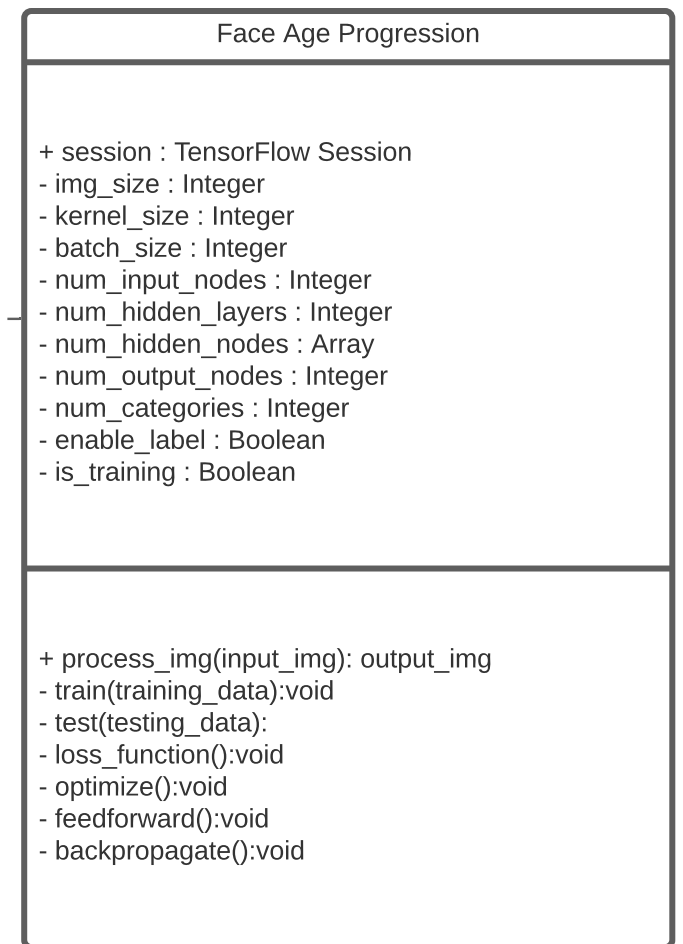 Face Age Progression
+ session : TensorFlow Session
- img_size : Integer
- kernel_size : Integer
- batch_size : Integer
- num_input_nodes : Integer
- num_hidden_layers : Integer
- num_hidden_nodes : Array
- num_output_nodes : Integer
- num_categories : Integer
- enable_label : Boolean
- is_training : Boolean
+ process_img(input_img): output_img
- train(training_data):void
- test(testing_data):
- loss_function():void
- optimize():void
- feedforward():void
- backpropagate():void